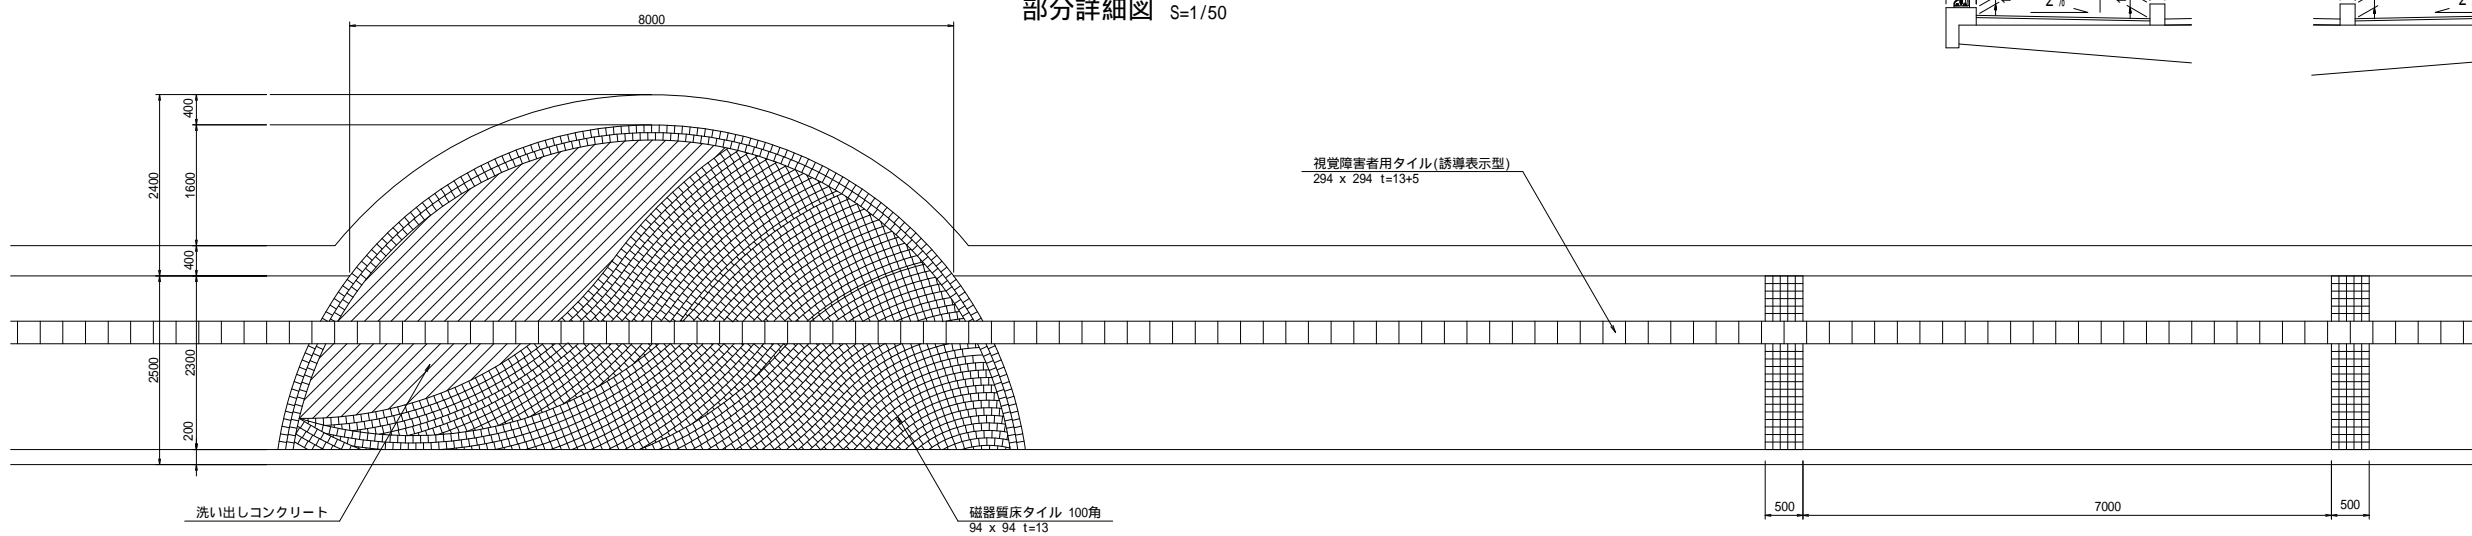 部分詳細図 S=1/50
8000
2%
2
400
1600
2400
400
2300
2500
200
視覚障害者用タイル(誘導表示型)
294 x 294 t=13+5
洗い出しコンクリート
磁器質床タイル 100角
94 x 94 t=13
500
7000
500